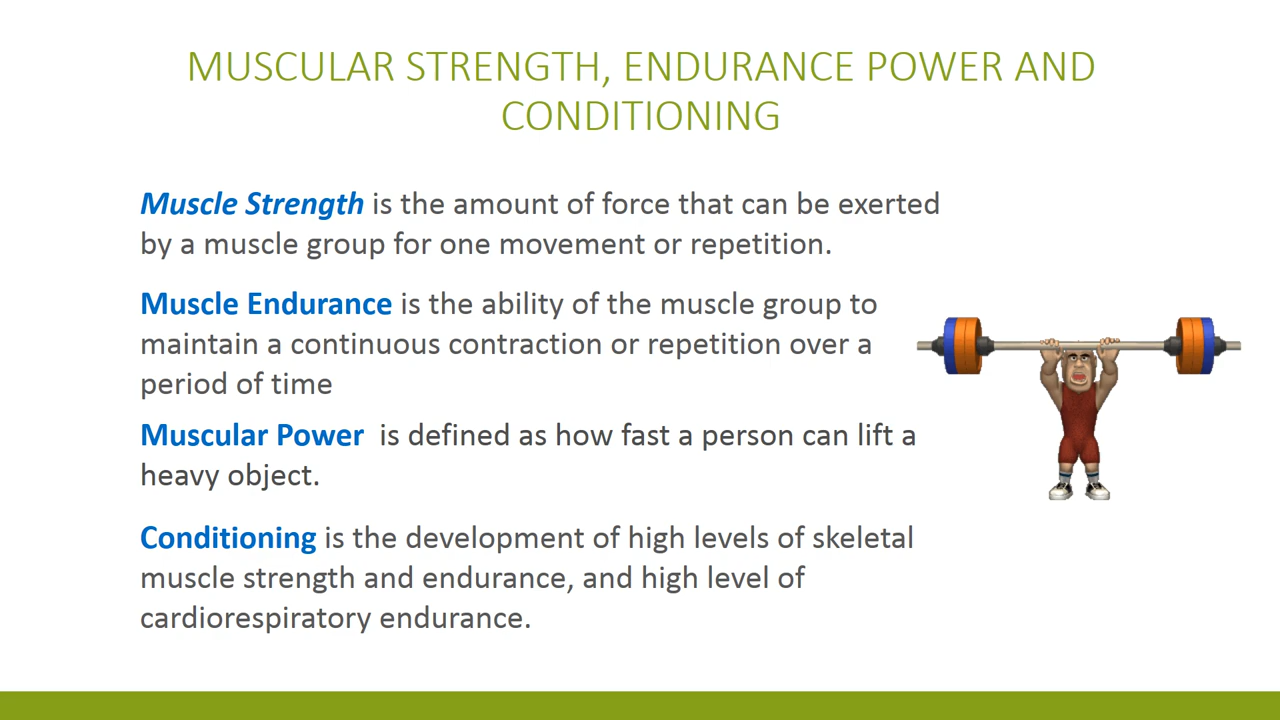 MUSCULAR STRENGTH, ENDURANCE POWER AND
CONDITIONING
Muscle Strength is the amount of force that can be exerted
by a muscle group for one movement or repetition.
Muscle Endurance is the ability of the muscle group to
maintain a continuous contraction or repetition over a
period of time
Muscular Power  is defined as how fast a person can lift a
heavy object.
Conditioning is the development of high levels of skeletal
muscle strength and endurance, and high level of
cardiorespiratory endurance.